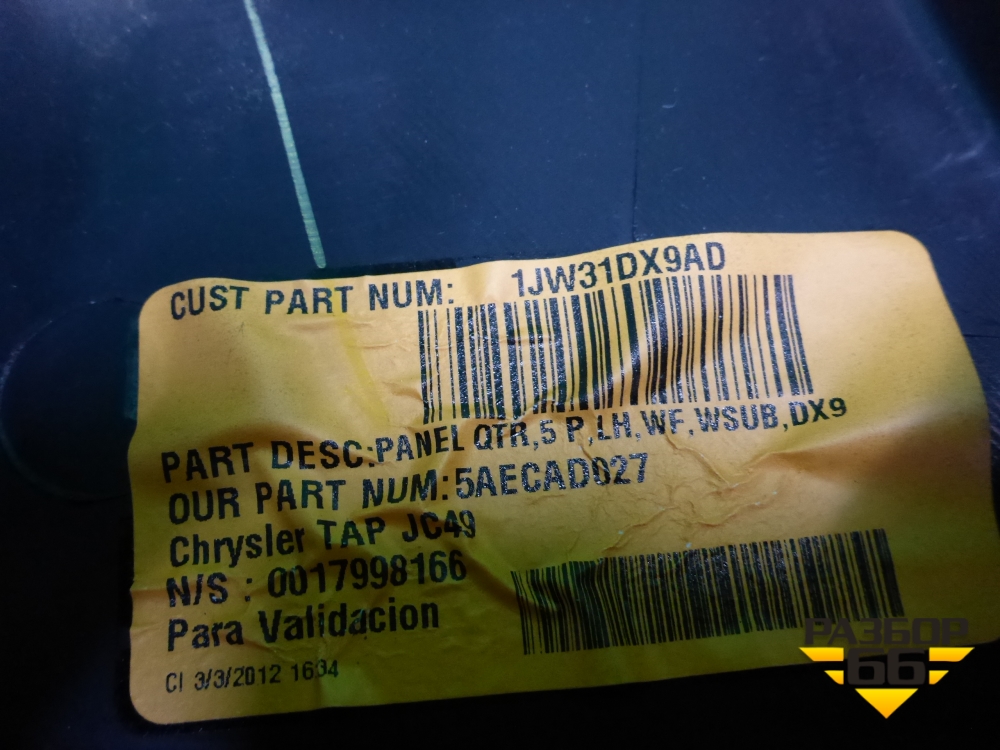 CUST PART NUM: 1JW31DX9AD
PART DESC:PANEL QTR,5 P,LH,WF,WSUB,DX9
OUR PART NUM:5AECAD027
Chrysler TAP JC49
N/S : 0017998166
Para Validacion
CI 3/3/2012 1634
РАЗБОР
66